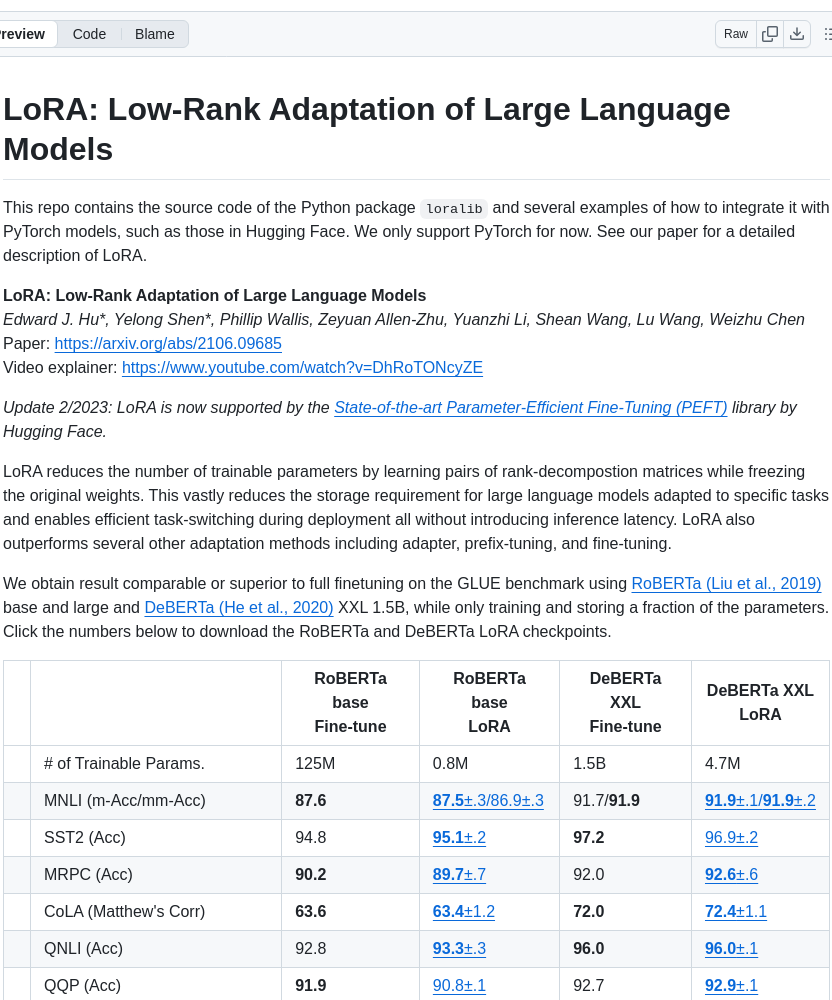 Preview Code Blame Raw
LoRA: Low-Rank Adaptation of Large Language
Models
This repo contains the source code of the Python package loralib and several examples of how to integrate it with
PyTorch models, such as those in Hugging Face. We only support PyTorch for now. See our paper for a detailed
description of LoRA.
LoRA: Low-Rank Adaptation of Large Language Models
Edward J. Hu*, Yelong Shen*, Phillip Wallis, Zeyuan Allen-Zhu, Yuanzhi Li, Shean Wang, Lu Wang, Weizhu Chen
Paper: https://arxiv.org/abs/2106.09685
Video explainer: https://www.youtube.com/watch?v=DhRoTONcyZE
Update 2/2023: LoRA is now supported by the State-of-the-art Parameter-Efficient Fine-Tuning (PEFT) library by
Hugging Face.
LoRA reduces the number of trainable parameters by learning pairs of rank-decompostion matrices while freezing
the original weights. This vastly reduces the storage requirement for large language models adapted to specific tasks
and enables efficient task-switching during deployment all without introducing inference latency. LoRA also
outperforms several other adaptation methods including adapter, prefix-tuning, and fine-tuning.
We obtain result comparable or superior to full finetuning on the GLUE benchmark using RoBERTa (Liu et al., 2019)
base and large and DeBERTa (He et al., 2020) XXL 1.5B, while only training and storing a fraction of the parameters.
Click the numbers below to download the RoBERTa and DeBERTa LoRA checkpoints.
RoBERTa base Fine-tune RoBERTa base LoRA DeBERTa XXL Fine-tune DeBERTa XXL LoRA
# of Trainable Params. 125M 0.8M 1.5B 4.7M
MNLI (m-Acc/mm-Acc) 87.6 87.5±.3/86.9±.3 91.7/91.9 91.9±.1/91.9±.2
SST2 (Acc) 94.8 95.1±.2 97.2 96.9±.2
MRPC (Acc) 90.2 89.7±.7 92.0 92.6±.6
CoLA (Matthew's Corr) 63.6 63.4±1.2 72.0 72.4±1.1
QNLI (Acc) 92.8 93.3±.3 96.0 96.0±.1
QQP (Acc) 91.9 90.8±.1 92.7 92.9±.1